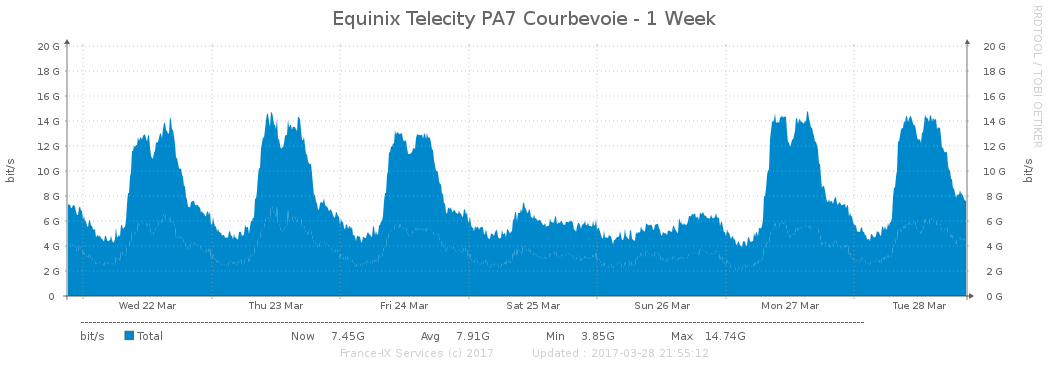 Equinix Telecity PA7 Courbevoie - 1 Week
RRDTOOL / TOBI OETIKER
bit/s
20 G 20 G
18 G 18 G
16 G 16 G
14 G 14 G
12 G 12 G
10 G 10 G
8 G 8 G
6 G 6 G
4 G 4 G
2 G 2 G
0 0 G
bit/s
Wed 22 Mar Thu 23 Mar Fri 24 Mar Sat 25 Mar Sun 26 Mar Mon 27 Mar Tue 28 Mar
bit/s Total Now 7.45G Avg 7.91G Min 3.85G Max 14.74G
France-IX Services (c) 2017 Updated : 2017-03-28 21:55:12